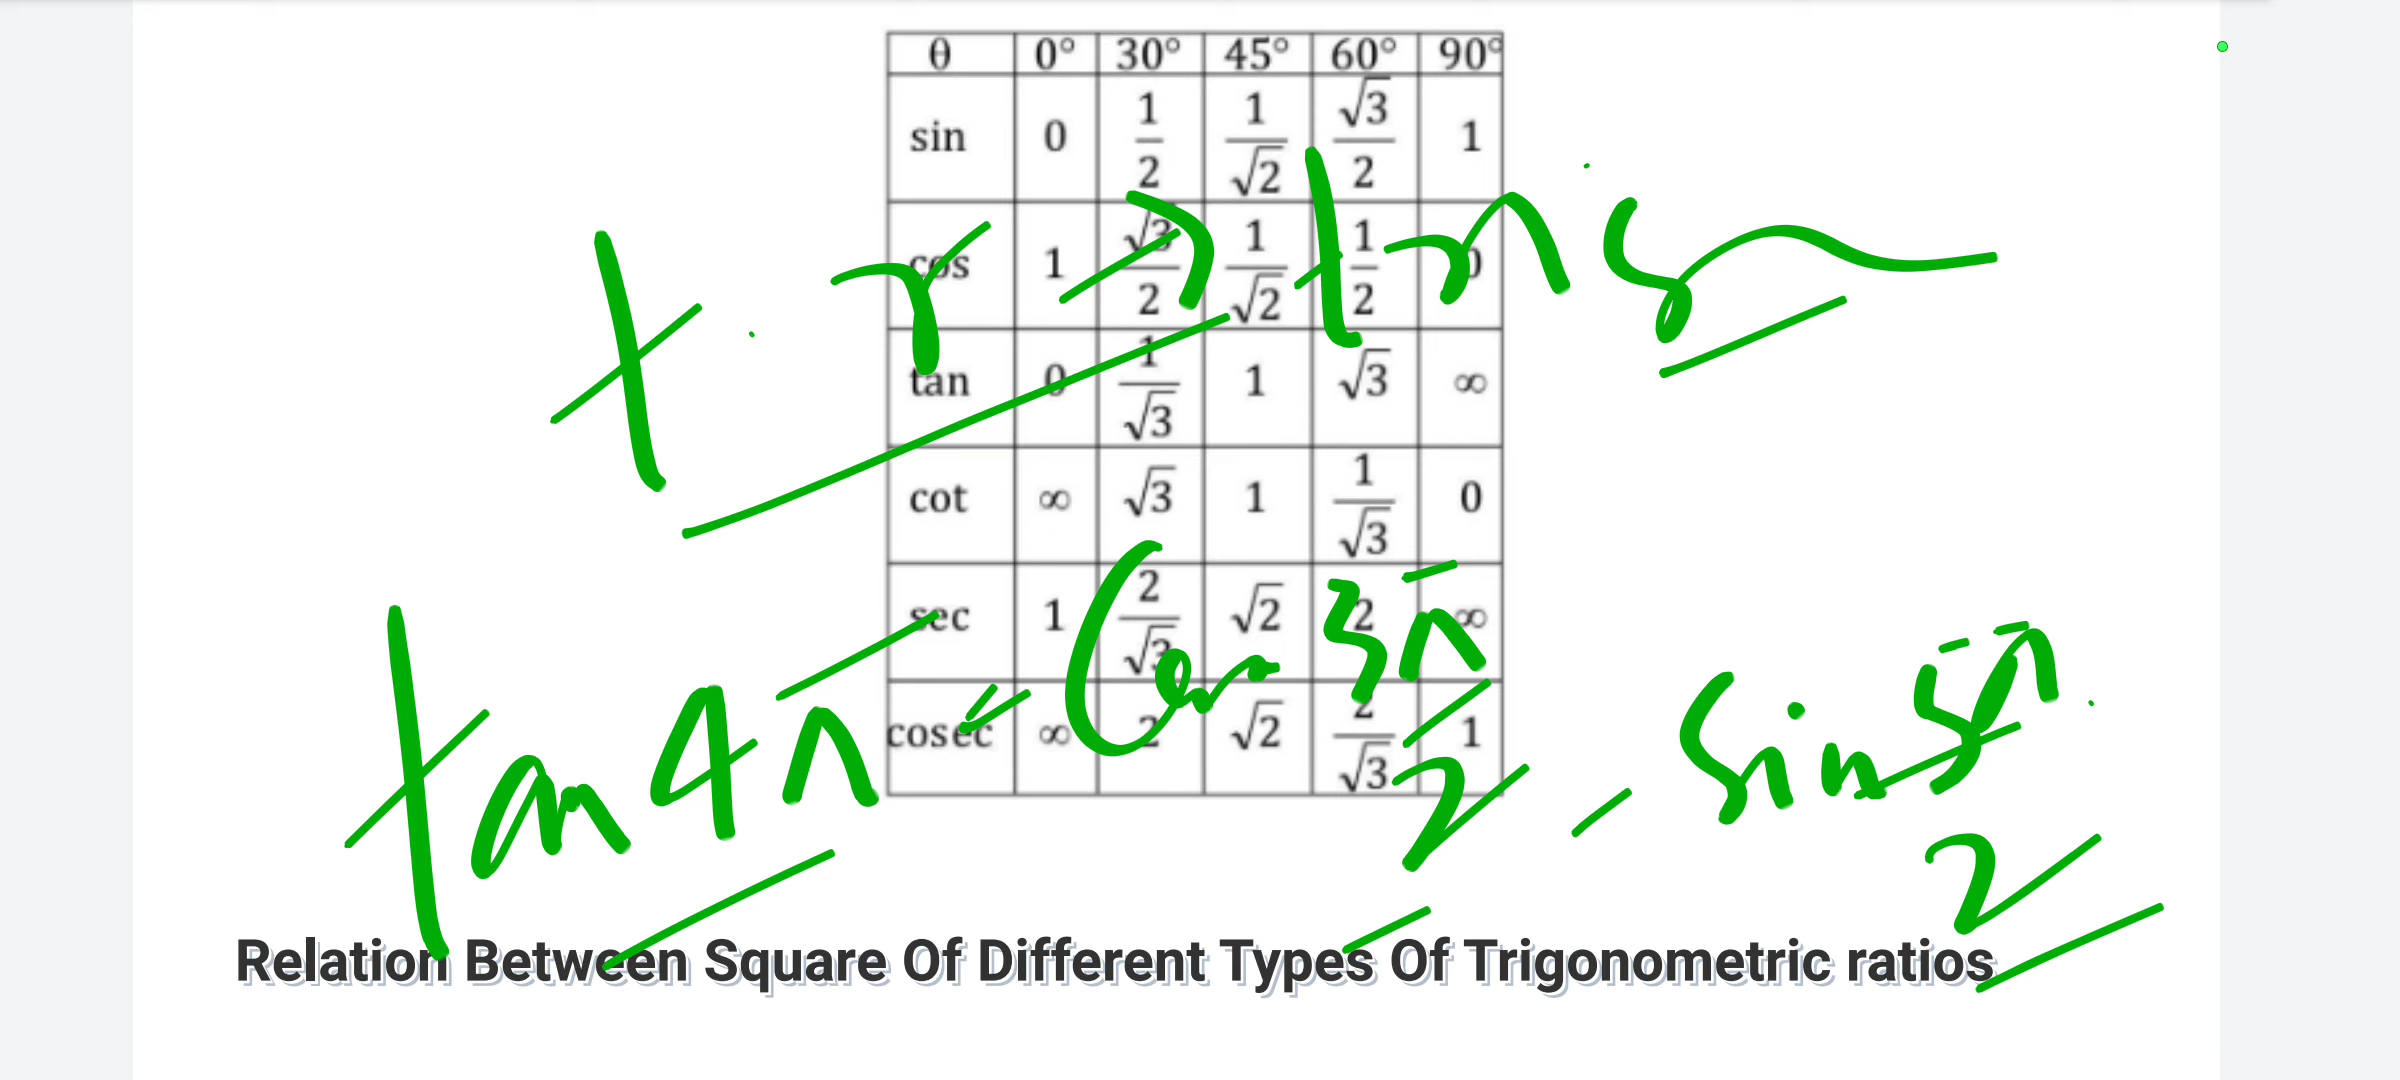 θ 0° 30° 45° 60° 90°
sin 0 1/2 1/√2 √3/2 1
cos 1 √3/2 1/√2 1/2 0
tan 0 1/√3 1 √3 ∞
cot ∞ √3 1 1/√3 0
sec 1 2/√3 √2 2 ∞
cosec ∞ 2 √2 2/√3 1
tan 4π
3π/2 - Sin 5π/2
Relation Between Square Of Different Types Of Trigonometric ratios